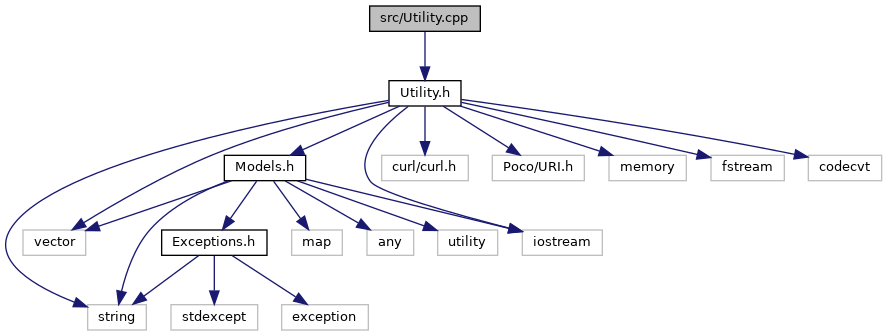 src/Utility.cpp
Utility.h
Models.h
curl/curl.h
Poco/URI.h
memory
fstream
codecvt
vector
Exceptions.h
map
any
utility
iostream
string
stdexcept
exception